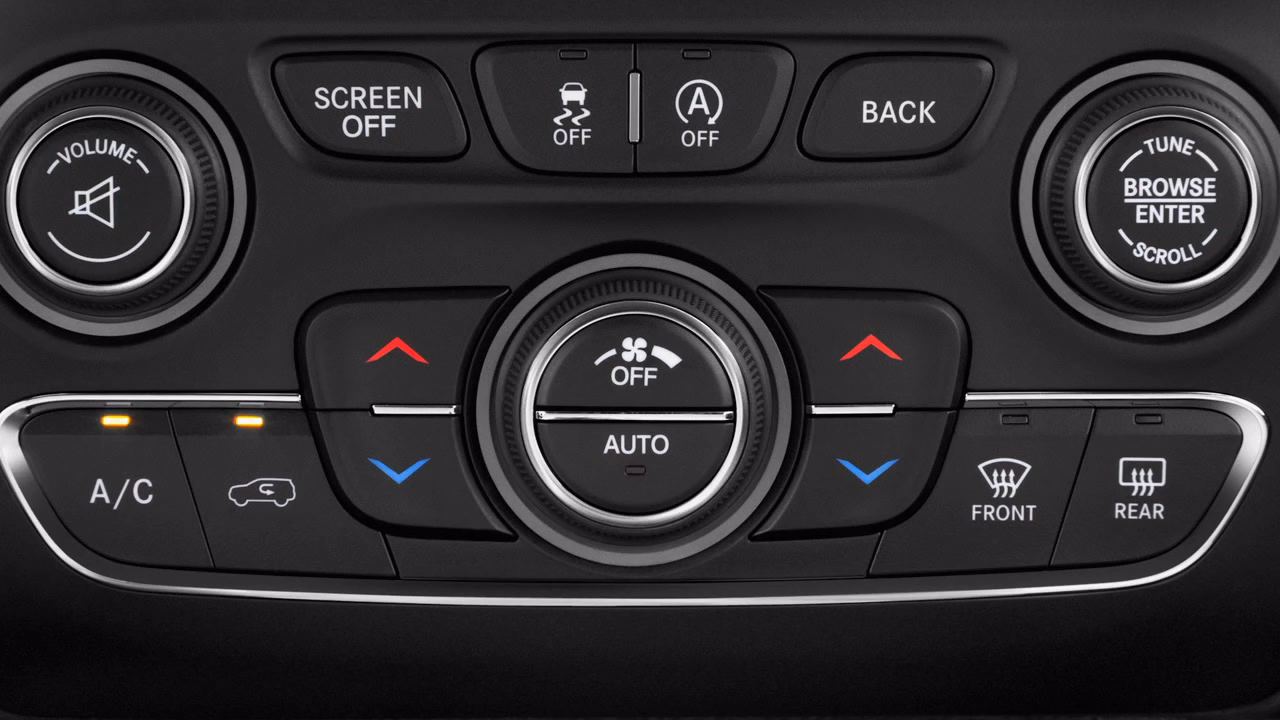 SCREEN
OFF
OFF
A
OFF
BACK
VOLUME
TUNE
BROWSE
ENTER
SCROLL
OFF
AUTO
A/C
FRONT
REAR